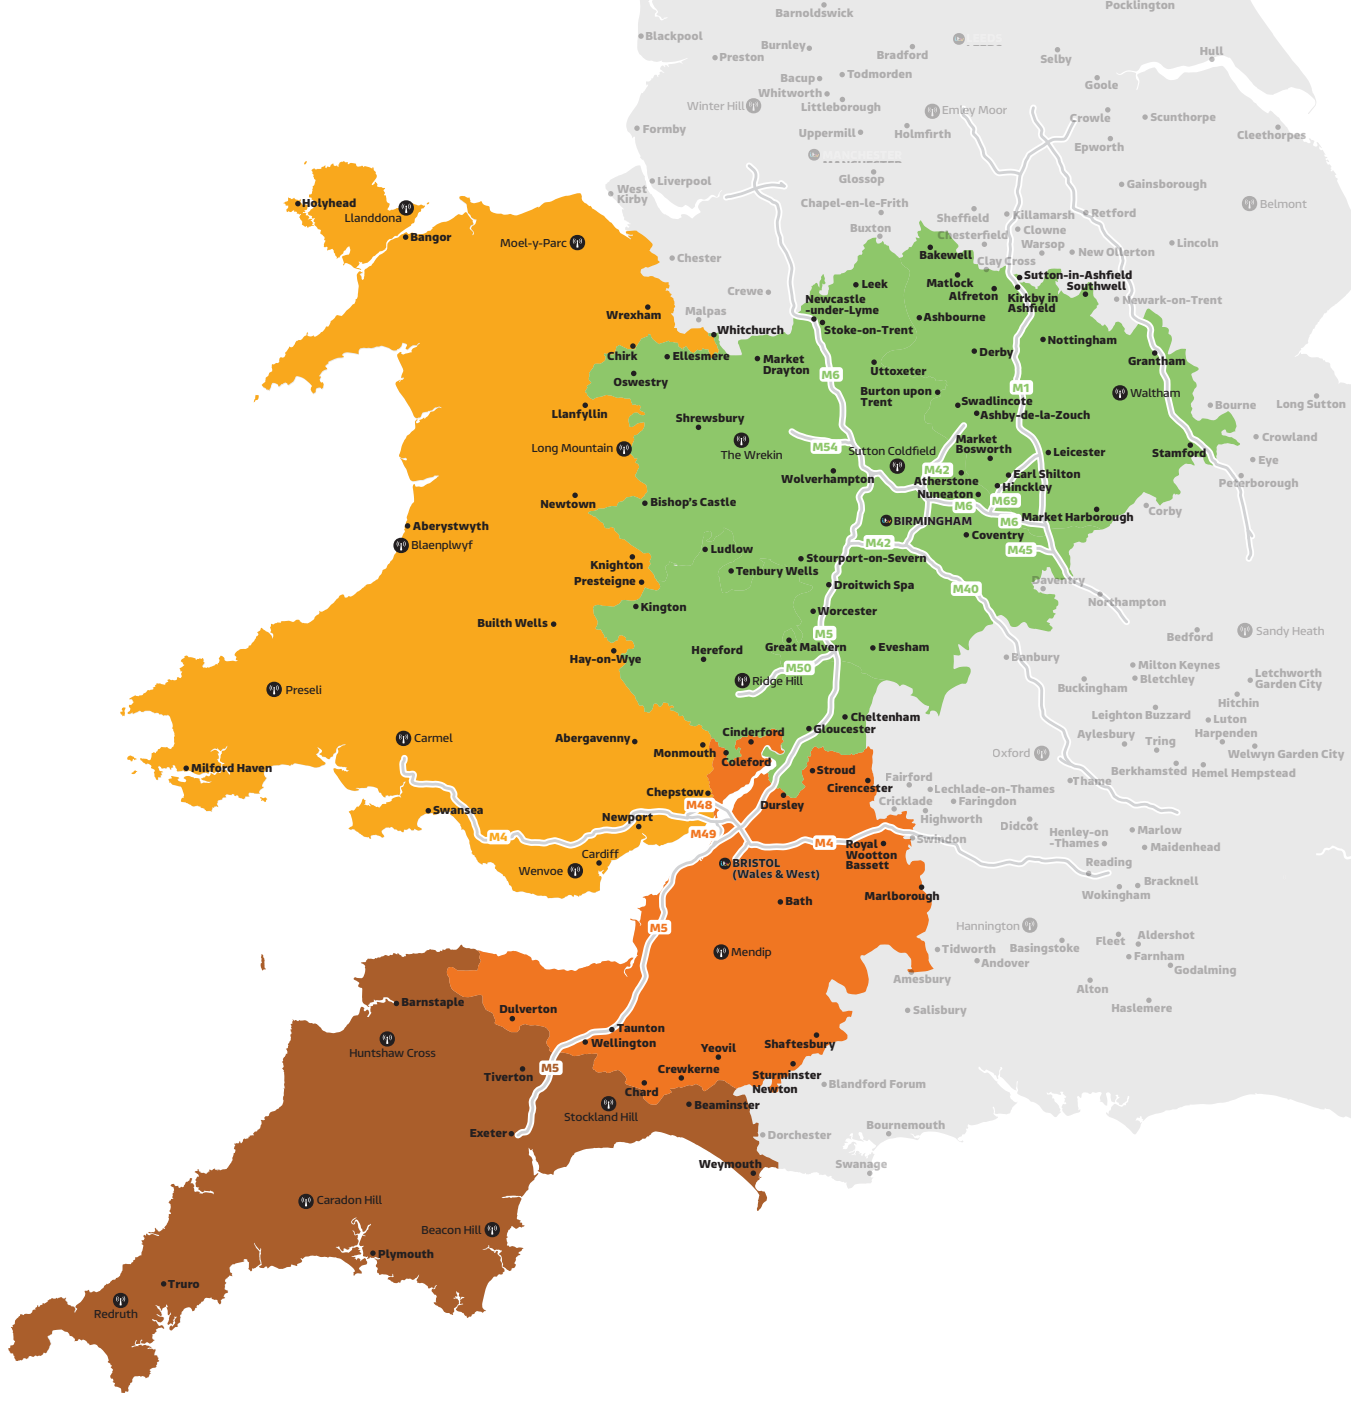 Barnoldswick
Pocklington
Blackpool
Burnley
Bradford
Preston
Selby
Hull
Bacup
Todmorden
Goole
Whitworth
Winter Hill
Littleborough
Emley Moor
Crowle
Scunthorpe
Formby
Uppermill
Holmfirth
Epworth
Cleethorpes
Glossop
Liverpool
West
Kirby
Gainsborough
Chapel-en-le-Frith
Belmont
Holyhead
Llanddona
Sheffield
Killamarsh
Retford
Bangor
Buxton
Chesterfield
Clowne
Moel-y-Parc
Warsop
Lincoln
Bakewell
New Ollerton
Chester
Clay Cross
Sutton-in-Ashfield
Leek
Matlock
Southwell
Crewe
Alfreton
Kirkby in
Ashfield
Newcastle
-under-Lyme
Newark-on-Trent
Wrexham
Malpas
Ashbourne
Whitchurch
Stoke-on-Trent
Nottingham
Chirk
Ellesmere
Market
Drayton
Derby
Grantham
Oswestry
M6
Uttoxeter
M1
Burton upon
Trent
Waltham
Swadlincote
Bourne
Long Sutton
Llanfyllin
Ashby-de-la-Zouch
Shrewsbury
Market
Bosworth
Crowland
Long Mountain
The Wrekin
M54
Sutton Coldfield
Leicester
Stamford
Eye
M42
Earl Shilton
Wolverhampton
Atherstone
Hinckley
Peterborough
Newtown
Bishop's Castle
Nuneaton
M69
M6
Corby
Aberystwyth
BIRMINGHAM
M6
Market Harborough
Blaenplwyf
Coventry
M42
M45
Ludlow
Knighton
Stourport-on-Severn
Presteigne
Tenbury Wells
Daventry
Droitwich Spa
M40
Northampton
Kington
Worcester
Builth Wells
M5
Bedford
Sandy Heath
Great Malvern
Evesham
Hay-on-Wye
Hereford
Banbury
M50
Milton Keynes
Letchworth
Garden City
Preseli
Ridge Hill
Buckingham
Bletchley
Hitchin
Cheltenham
Leighton Buzzard
Luton
Carmel
Abergavenny
Cinderford
Gloucester
Aylesbury
Tring
Harpenden
Monmouth
Coleford
Oxford
Welwyn Garden City
Milford Haven
Stroud
Berkhamsted
Hemel Hempstead
Cirencester
Fairford
Thame
Chepstow
Lechlade-on-Thames
M48
Dursley
Cricklade
Faringdon
Swansea
Newport
Highworth
Didcot
M4
M49
M4
Swindon
Henley-on
-Thames
Marlow
Royal
Wootton
Bassett
Maidenhead
Cardiff
BRISTOL
(Wales & West)
Reading
Wenvoe
Marlborough
Wokingham
Bracknell
Bath
M5
Hannington
Mendip
Tidworth
Basingstoke
Fleet
Aldershot
Andover
Farnham
Amesbury
Godalming
Barnstaple
Alton
Dulverton
Salisbury
Haslemere
Taunton
Huntshaw Cross
Wellington
Yeovil
Shaftesbury
M5
Crewkerne
Tiverton
Sturminster
Newton
Chard
Blandford Forum
Stockland Hill
Beaminster
Exeter
Dorchester
Bournemouth
Weymouth
Swanage
Caradon Hill
Beacon Hill
Plymouth
Truro
Redruth